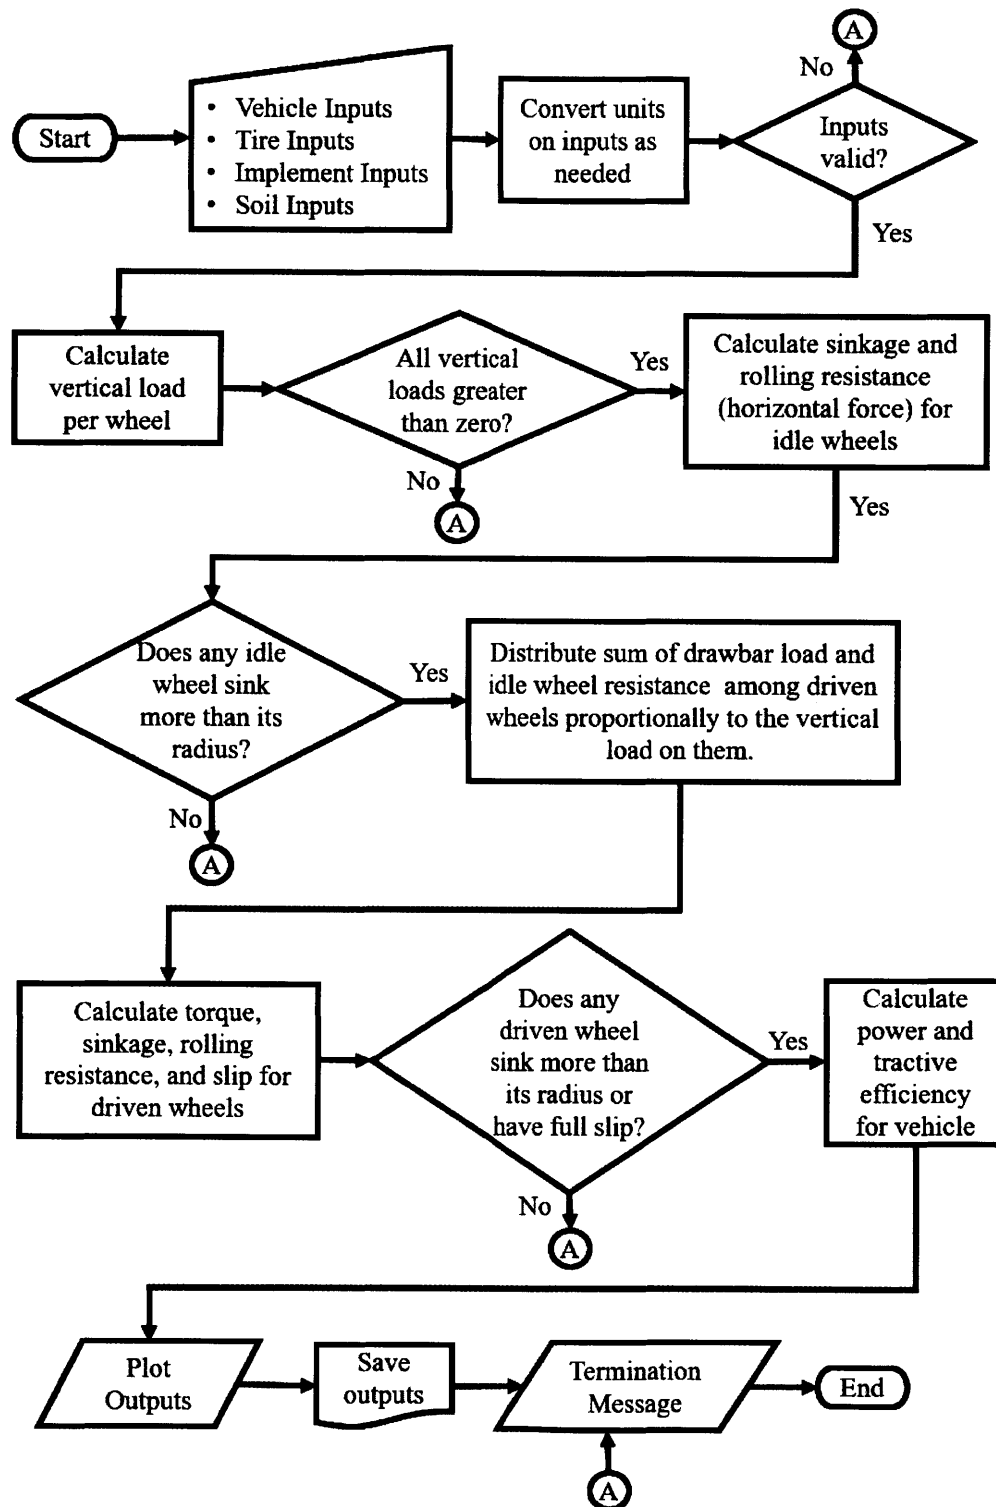 A
No
Start
• Vehicle Inputs
• Tire Inputs
• Implement Inputs
• Soil Inputs
Convert units
on inputs as
needed
Inputs
valid?
Yes
Calculate
vertical load
per wheel
All vertical
loads greater
than zero?
Yes
No
A
Calculate sinkage and
rolling resistance
(horizontal force) for
idle wheels
Yes
Does any idle
wheel sink
more than its
radius?
Yes
No
A
Distribute sum of drawbar load and
idle wheel resistance among driven
wheels proportionally to the vertical
load on them.
Calculate torque,
sinkage, rolling
resistance, and slip for
driven wheels
Does any
driven wheel
sink more than
its radius or
have full slip?
Yes
No
A
Calculate
power and
tractive
efficiency
for vehicle
Plot
Outputs
Save
outputs
Termination
Message
End
A